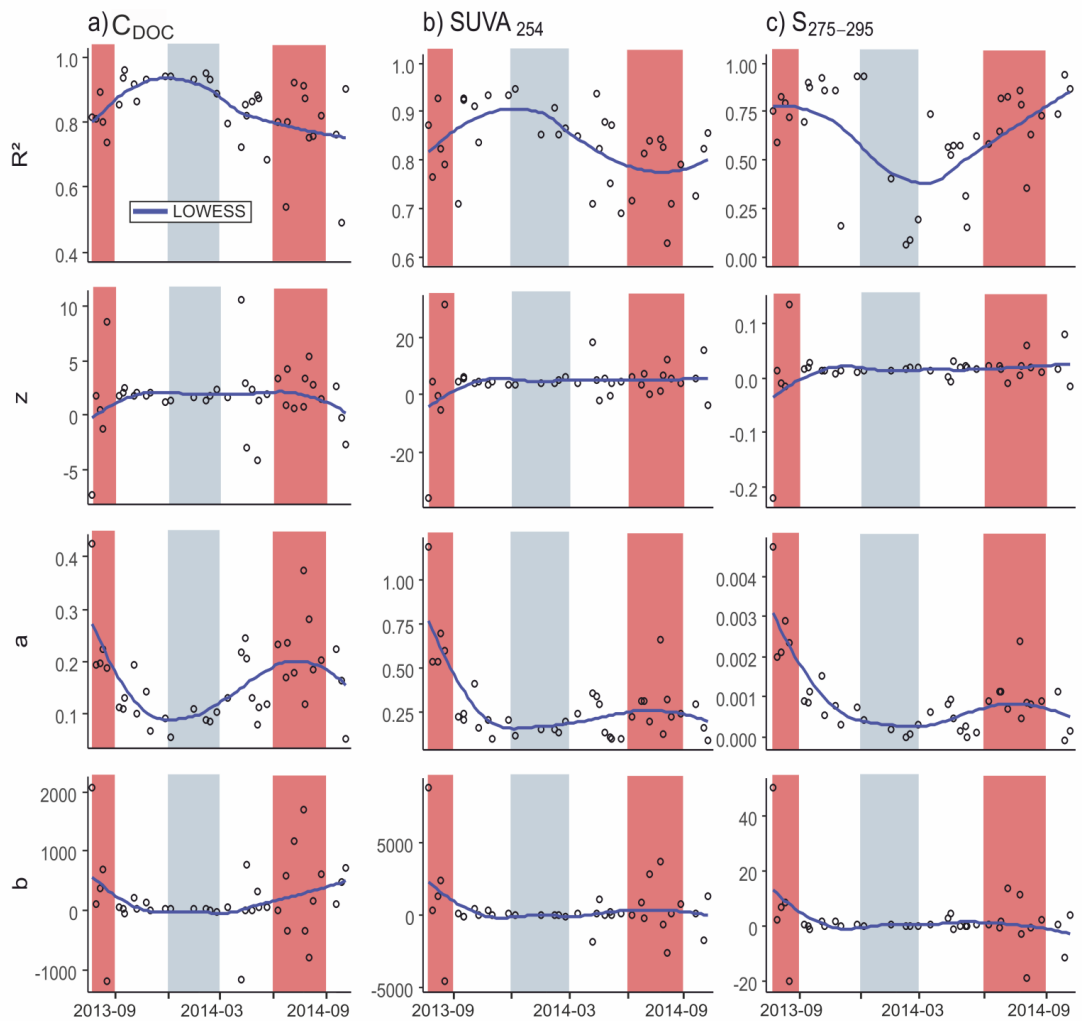 a) C_DOC b) SUVA 254 c) S275–295
1.0 1.0 1.00
0.8 0.9 0.75
R² 0.8 0.50
0.6 0.7 0.25
LOWESS
0.4 0.6 0.00
10 20 0.1
5 0 0.0
z 0 -0.1
-5 -20 -0.2
0.4 1.00 0.004
0.3 0.75 0.003
a 0.2 0.50 0.002
0.1 0.25 0.001
0.000
2000 5000 40
1000 20
b 0 0 0
-1000 -5000 -20
2013-09 2014-03 2014-09 2013-09 2014-03 2014-09 2013-09 2014-03 2014-09